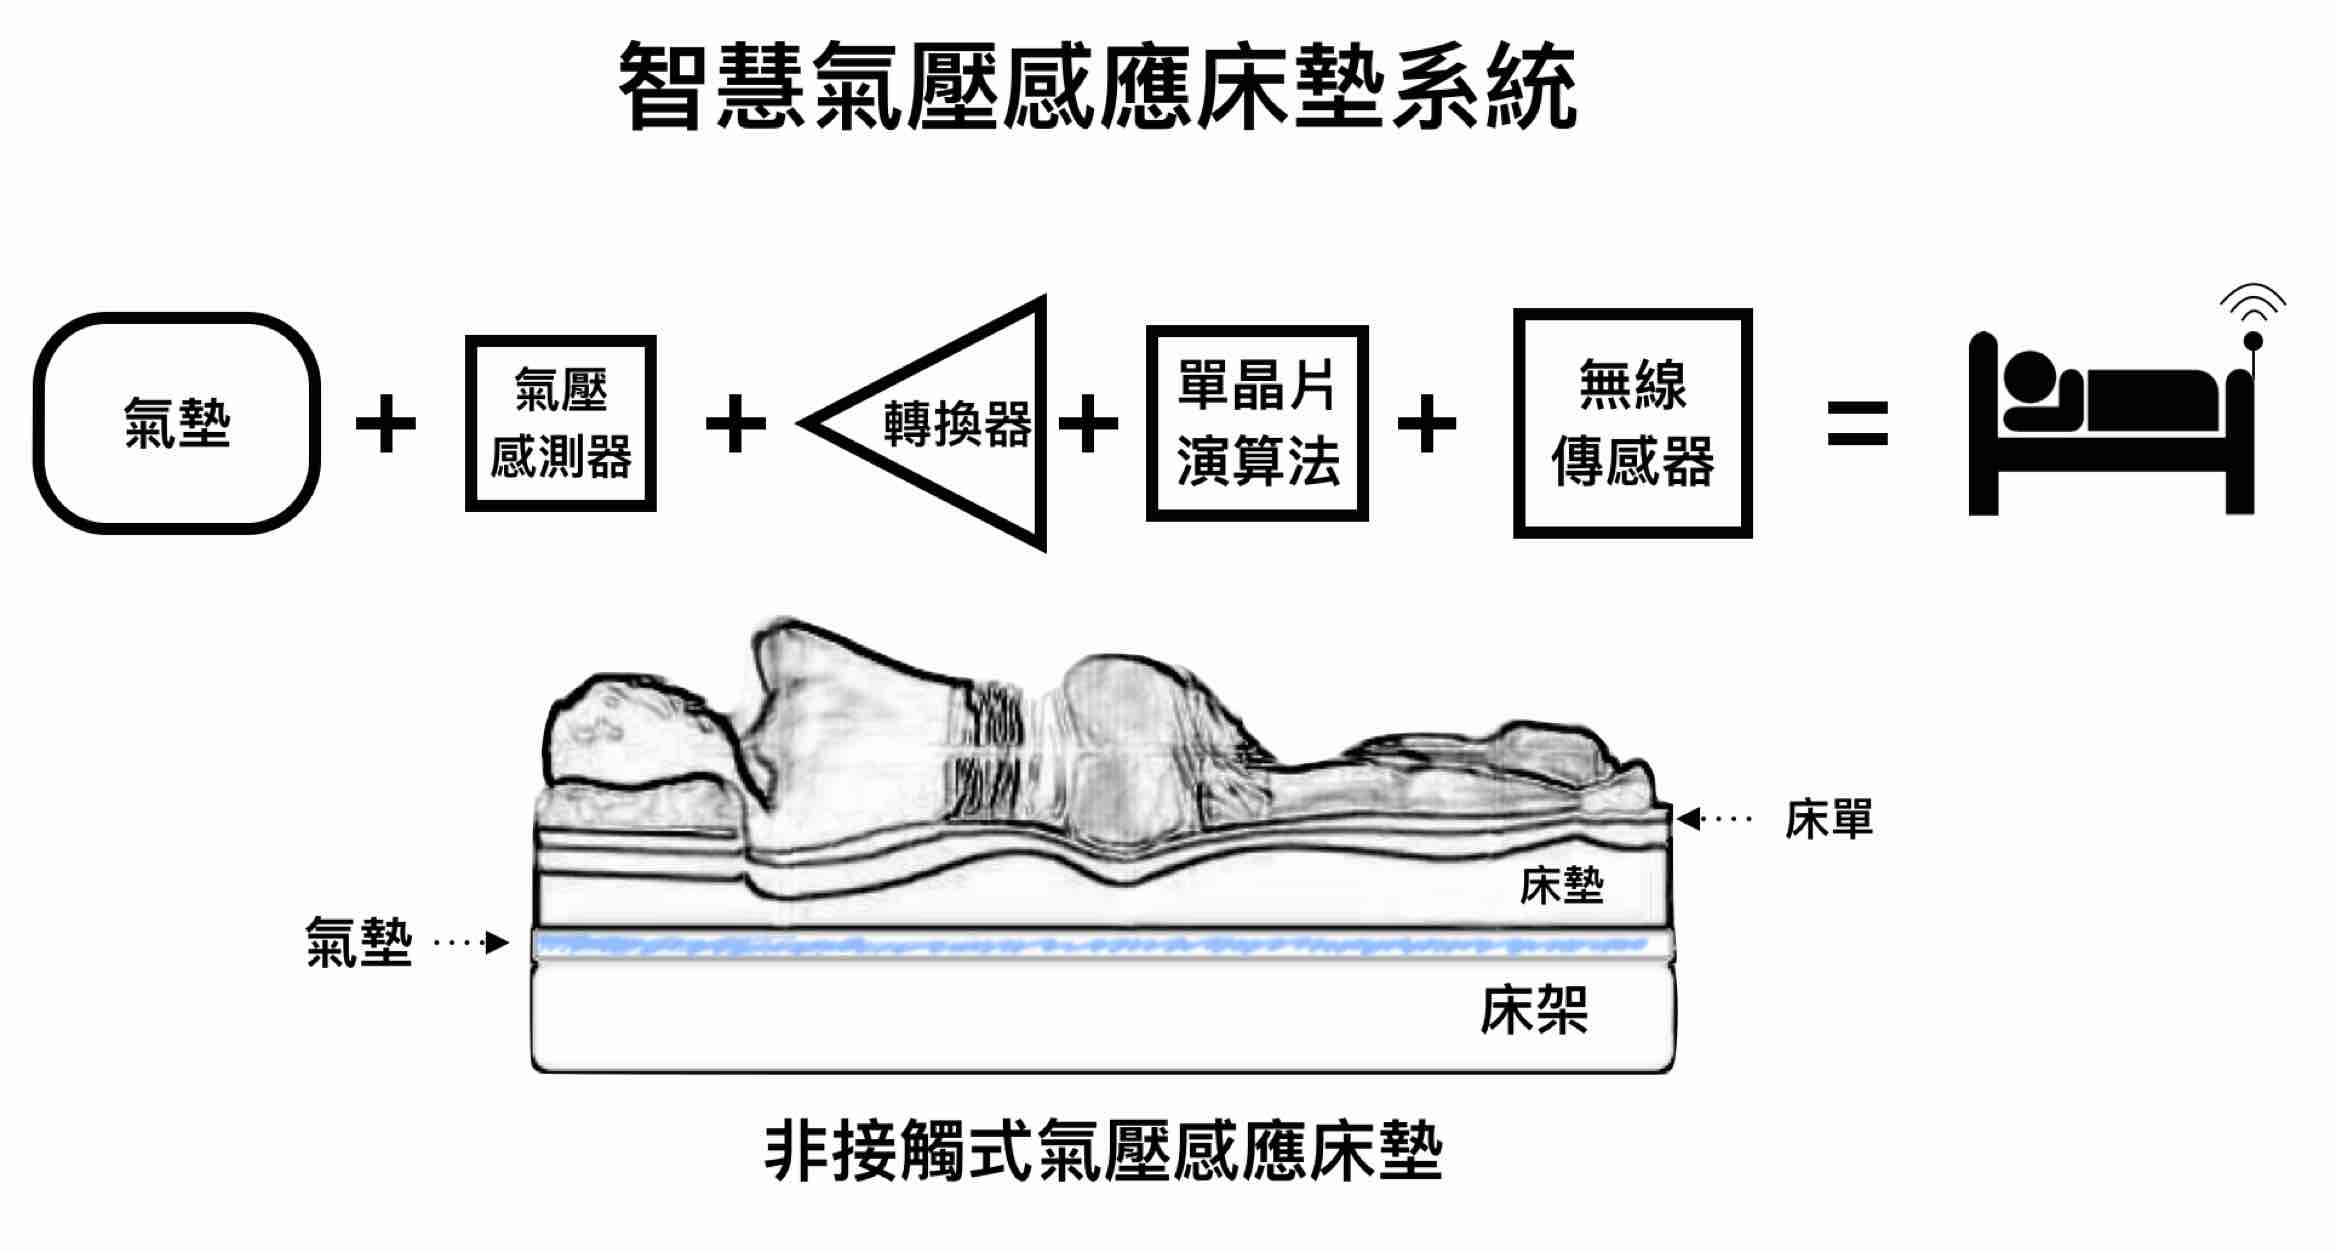 智慧氣壓感應床墊系統
氣墊
+
氣壓
感測器
+
轉換器
+
單晶片
演算法
+
無線
傳感器
=
床單
床墊
氣墊
床架
非接觸式氣壓感應床墊